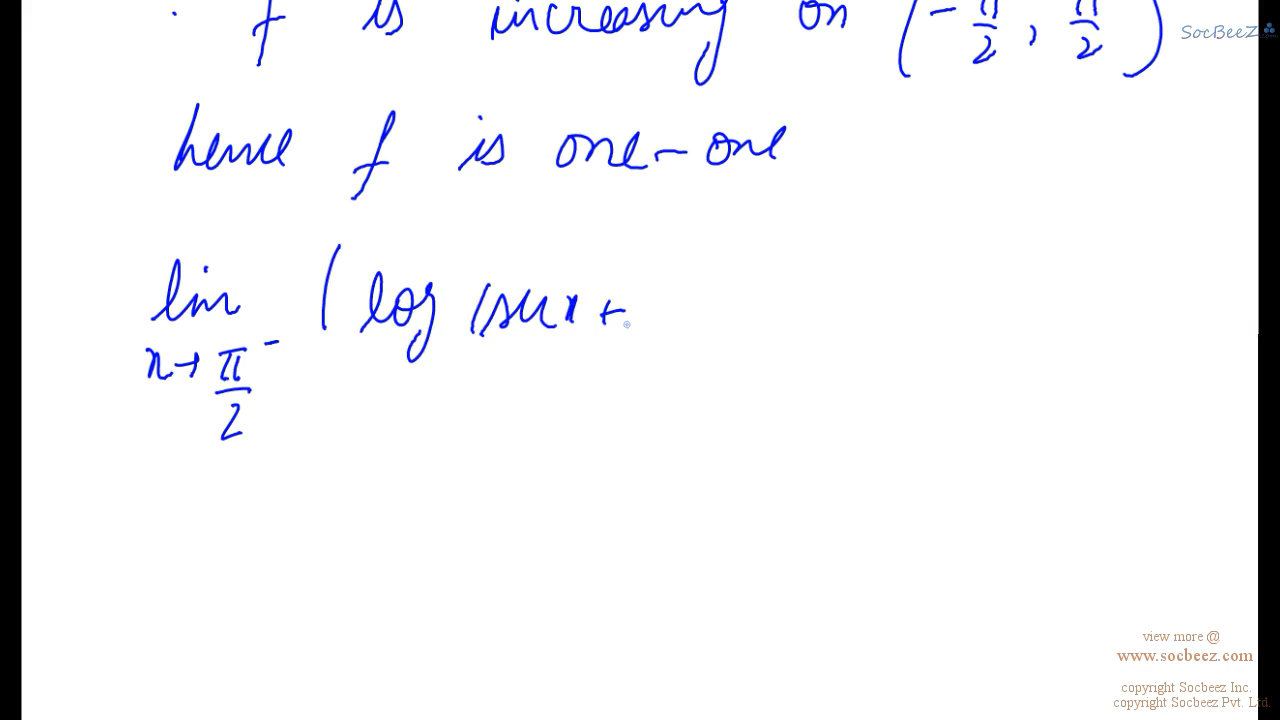 ∴ f is increasing on (-π/2, π/2)
SocBeeZ
hence f is one-one
lim x→π/2⁻ (log (sec x +
view more @
www.socbeez.com
copyright Socbeez Inc.
copyright Socbeez Pvt. Ltd.